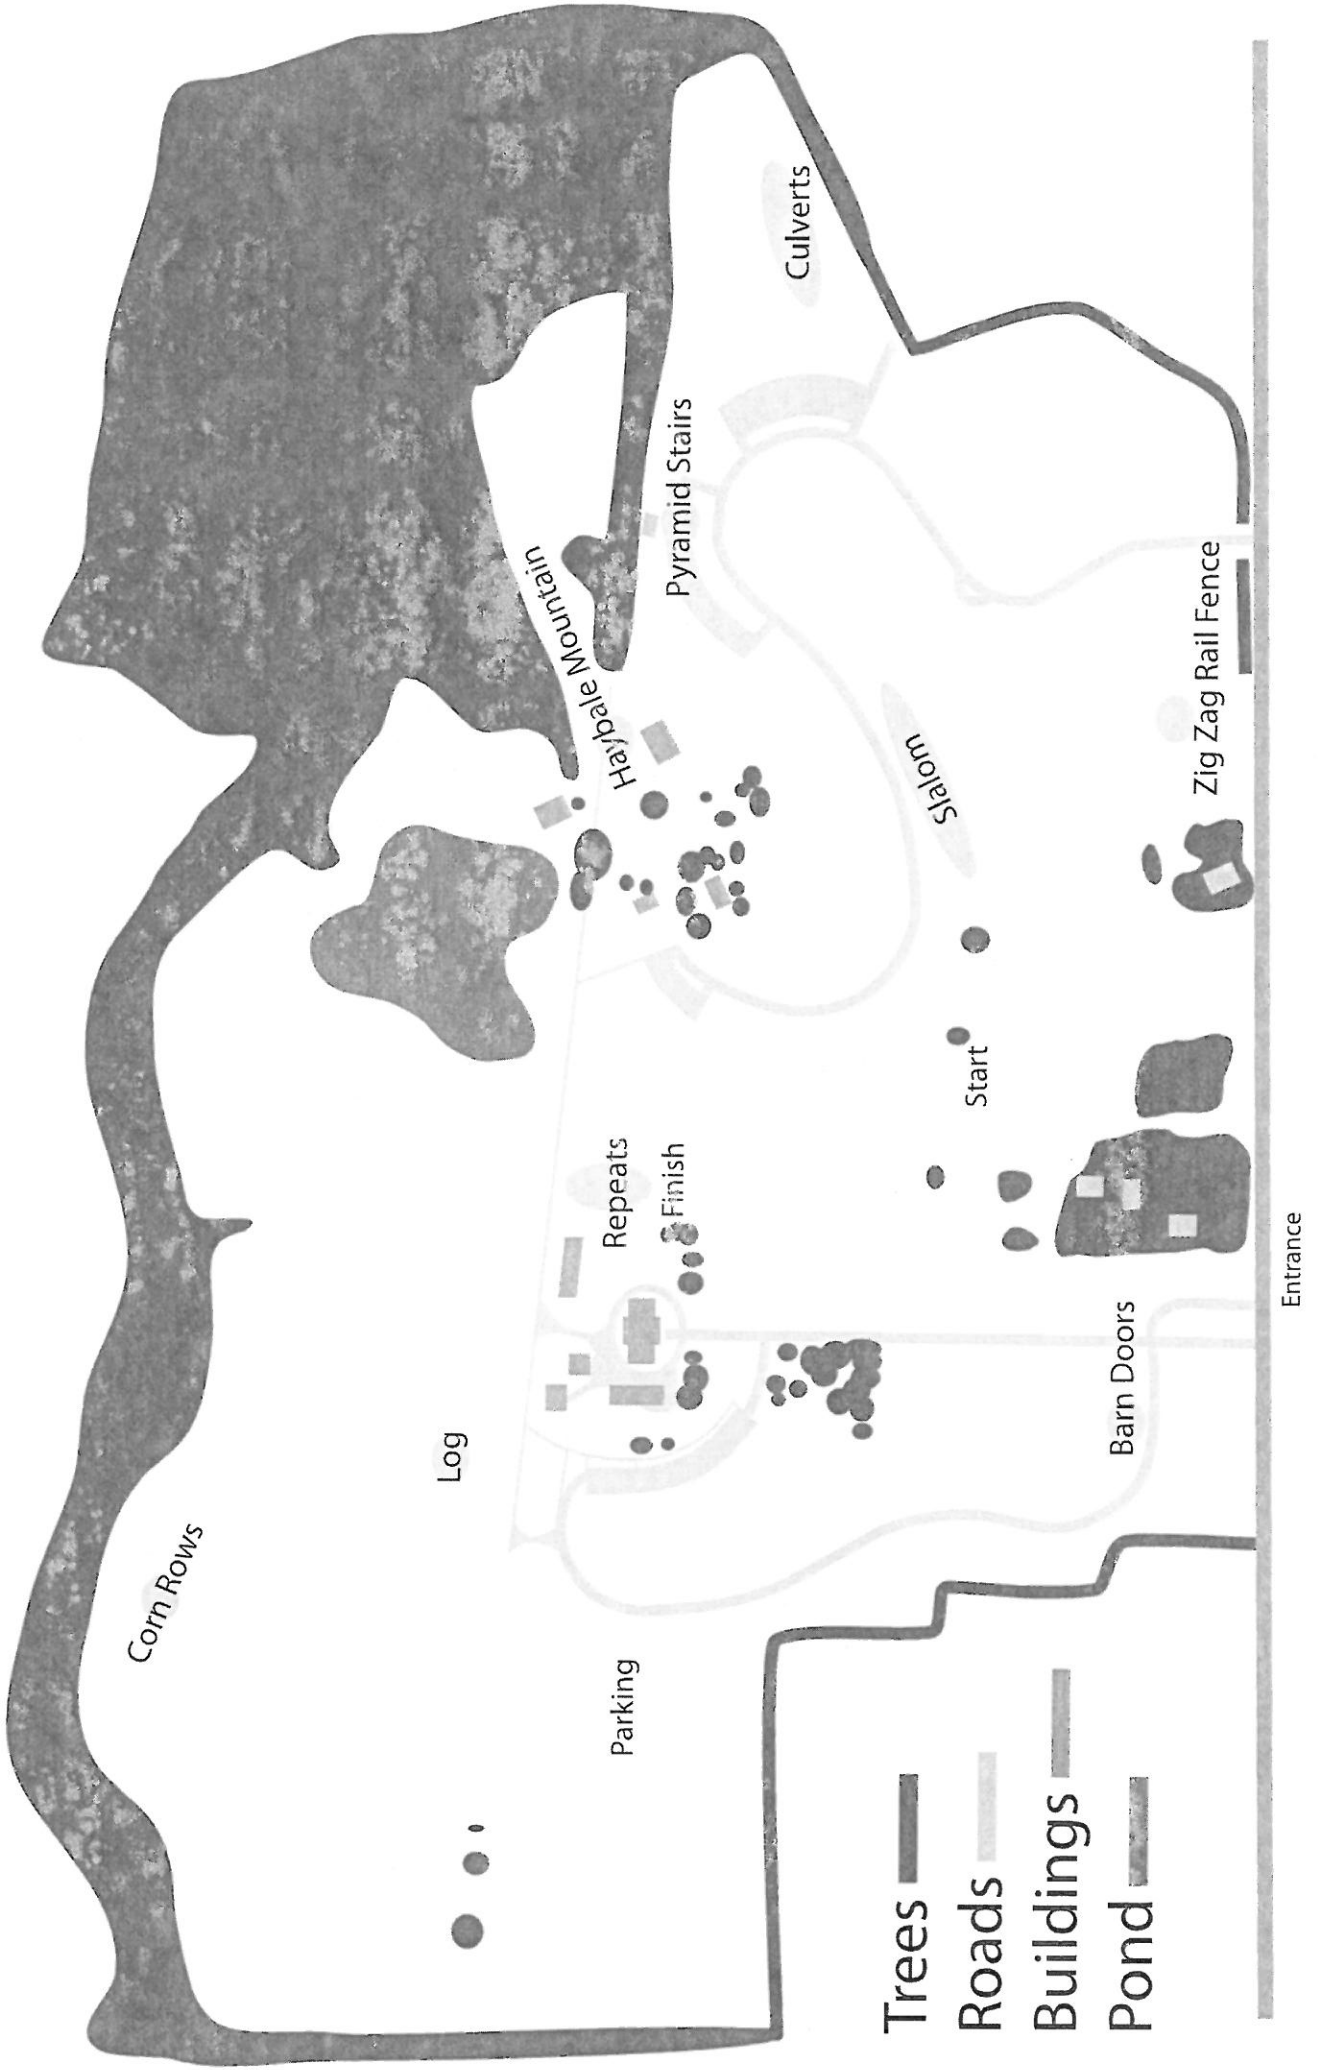 Corn Rows
Log
Haybale Mountain
Repeats
Parking
Finish
Pyramid Stairs
Culverts
Slalom
Start
Barn Doors
Zig Zag Rail Fence
Entrance
Trees
Roads
Buildings
Pond